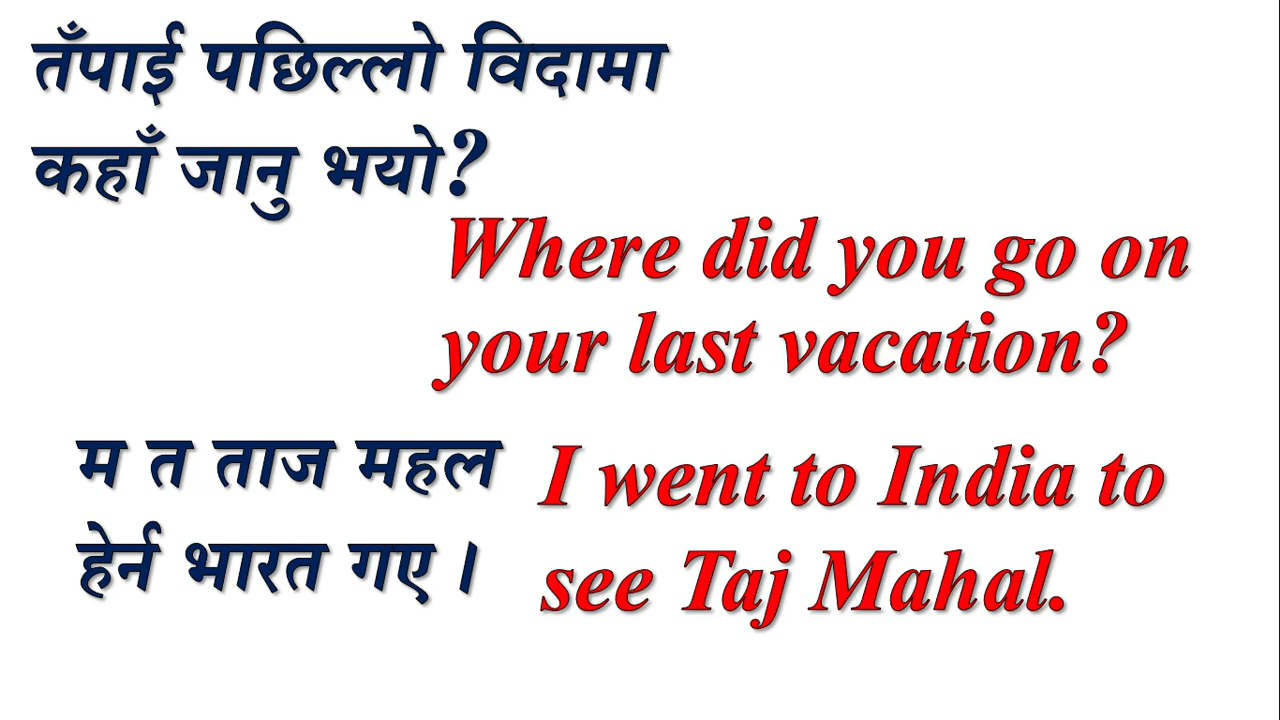 तँपाई पछिल्लो विदामा
कहाँ जानु भयो?
Where did you go on
your last vacation?
म त ताज महल
हेर्न भारत गए ।
I went to India to
see Taj Mahal.